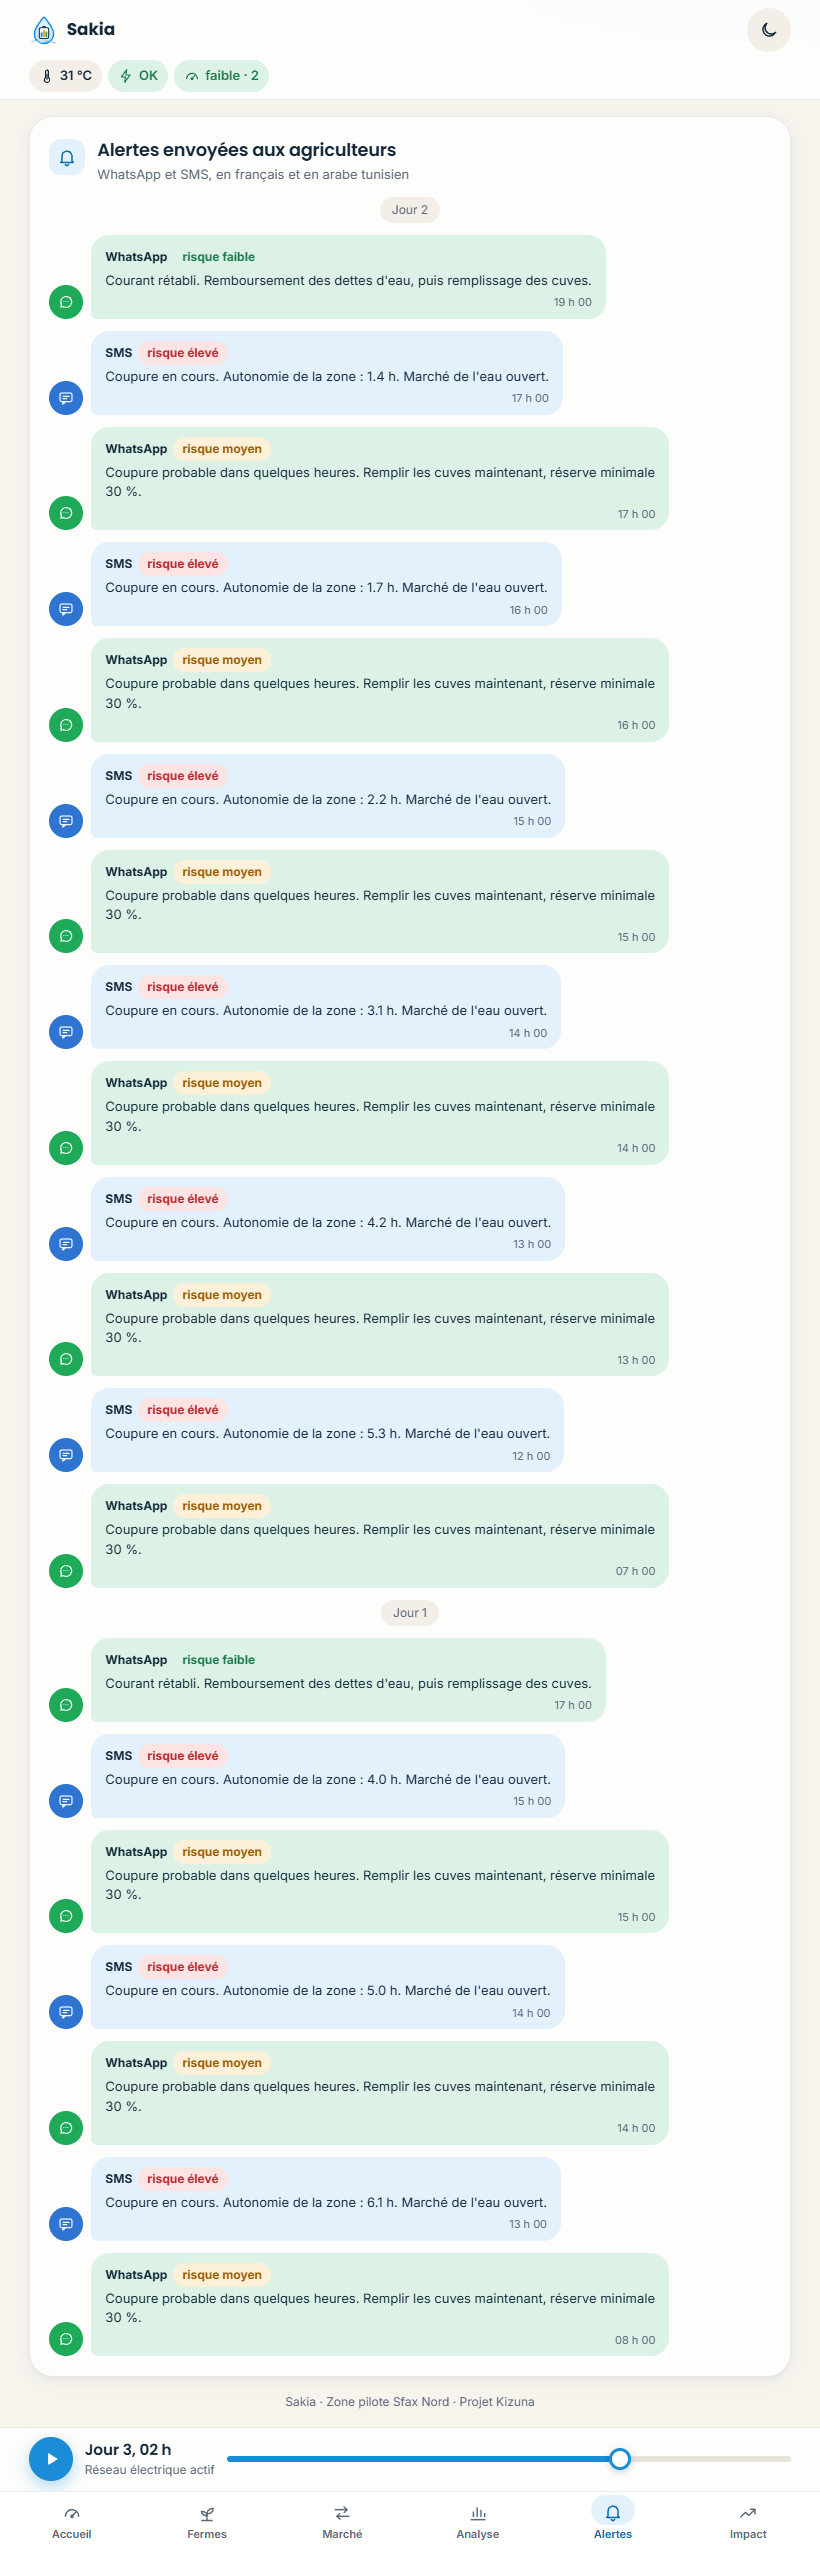 Sakia
31 °C
OK
faible · 2
Alertes envoyées aux agriculteurs
WhatsApp et SMS, en français et en arabe tunisien
Jour 2
WhatsApp risque faible
Courant rétabli. Remboursement des dettes d'eau, puis remplissage des cuves.
19 h 00
SMS risque élevé
Coupure en cours. Autonomie de la zone : 1.4 h. Marché de l'eau ouvert.
17 h 00
WhatsApp risque moyen
Coupure probable dans quelques heures. Remplir les cuves maintenant, réserve minimale
30 %.
17 h 00
SMS risque élevé
Coupure en cours. Autonomie de la zone : 1.7 h. Marché de l'eau ouvert.
16 h 00
WhatsApp risque moyen
Coupure probable dans quelques heures. Remplir les cuves maintenant, réserve minimale
30 %.
16 h 00
SMS risque élevé
Coupure en cours. Autonomie de la zone : 2.2 h. Marché de l'eau ouvert.
15 h 00
WhatsApp risque moyen
Coupure probable dans quelques heures. Remplir les cuves maintenant, réserve minimale
30 %.
15 h 00
SMS risque élevé
Coupure en cours. Autonomie de la zone : 3.1 h. Marché de l'eau ouvert.
14 h 00
WhatsApp risque moyen
Coupure probable dans quelques heures. Remplir les cuves maintenant, réserve minimale
30 %.
14 h 00
SMS risque élevé
Coupure en cours. Autonomie de la zone : 4.2 h. Marché de l'eau ouvert.
13 h 00
WhatsApp risque moyen
Coupure probable dans quelques heures. Remplir les cuves maintenant, réserve minimale
30 %.
13 h 00
SMS risque élevé
Coupure en cours. Autonomie de la zone : 5.3 h. Marché de l'eau ouvert.
12 h 00
WhatsApp risque moyen
Coupure probable dans quelques heures. Remplir les cuves maintenant, réserve minimale
30 %.
07 h 00
Jour 1
WhatsApp risque faible
Courant rétabli. Remboursement des dettes d'eau, puis remplissage des cuves.
17 h 00
SMS risque élevé
Coupure en cours. Autonomie de la zone : 4.0 h. Marché de l'eau ouvert.
15 h 00
WhatsApp risque moyen
Coupure probable dans quelques heures. Remplir les cuves maintenant, réserve minimale
30 %.
15 h 00
SMS risque élevé
Coupure en cours. Autonomie de la zone : 5.0 h. Marché de l'eau ouvert.
14 h 00
WhatsApp risque moyen
Coupure probable dans quelques heures. Remplir les cuves maintenant, réserve minimale
30 %.
14 h 00
SMS risque élevé
Coupure en cours. Autonomie de la zone : 6.1 h. Marché de l'eau ouvert.
13 h 00
WhatsApp risque moyen
Coupure probable dans quelques heures. Remplir les cuves maintenant, réserve minimale
30 %.
08 h 00
Sakia · Zone pilote Sfax Nord · Projet Kizuna
Jour 3, 02 h
Réseau électrique actif
Accueil
Fermes
Marché
Analyse
Alertes
Impact